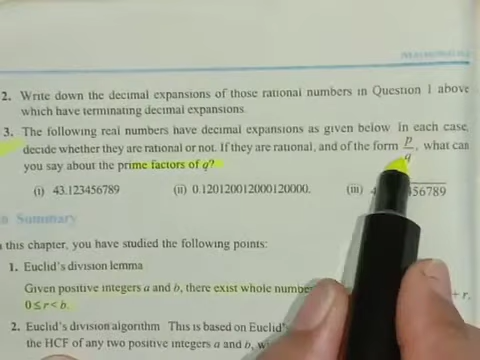 2. Write down the decimal expansions of those rational numbers in Question 1 above
which have terminating decimal expansions.
3. The following real numbers have decimal expansions as given below. In each case,
decide whether they are rational or not. If they are rational, and of the form p/q, what can
you say about the prime factors of q?
(i) 43.123456789 (ii) 0.120120012000120000. (iii) 56789
Summary
this chapter, you have studied the following points:
1. Euclid's division lemma
Given positive integers a and b, there exist whole + r,
0 ≤ r < b.
2. Euclid's division algorithm This is based on
the HCF of any two positive integers a and b,